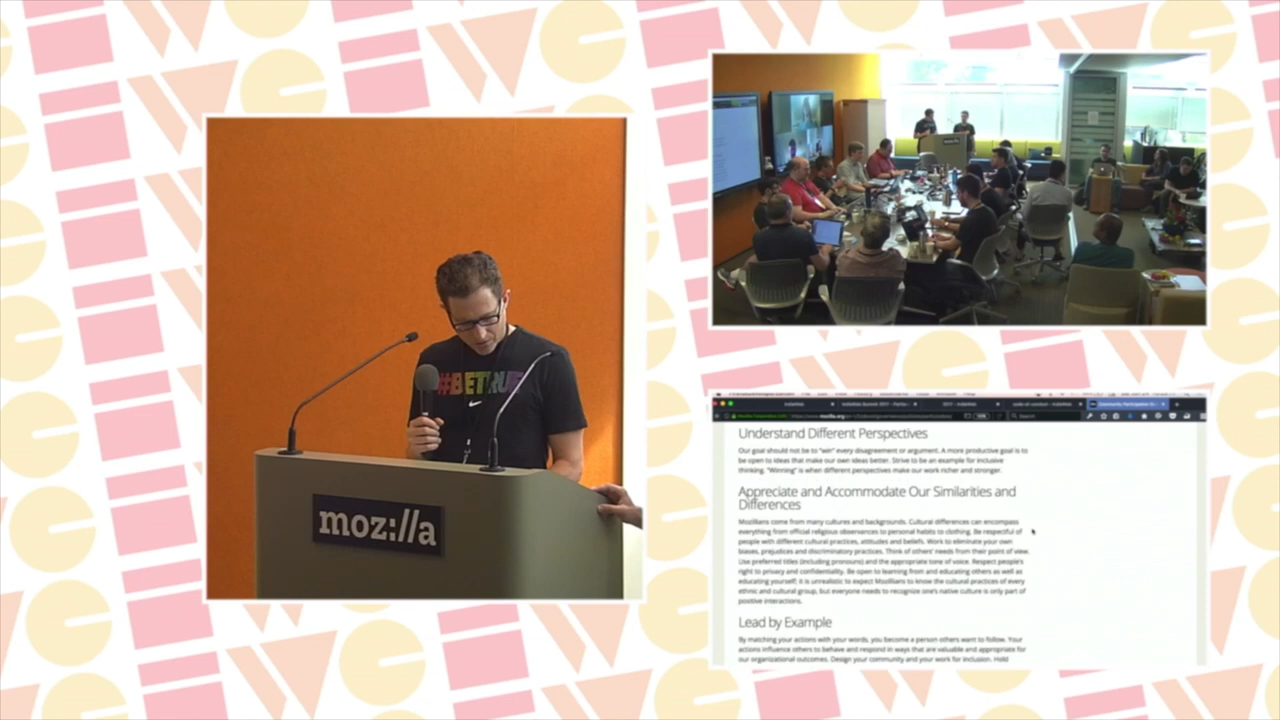 #BETRUE
moz://a
Understand Different Perspectives
Our goal should not be to "win" every disagreement or argument. A more productive goal is to
be open to ideas that make our own ideas better. Strive to be an example for inclusive
thinking. "Winning" is when different perspectives make our work richer and stronger.
Appreciate and Accommodate Our Similarities and
Differences
Mozillians come from many cultures and backgrounds. Cultural differences can encompass
everything from official religious observances to personal habits to clothing. Be respectful of
people with different cultural practices, attitudes and beliefs. Work to eliminate your own
biases, prejudices and discriminatory practices. Think of others' needs from their point of view.
Use preferred titles (including pronouns) and the appropriate tone of voice. Respect people's
right to privacy and confidentiality. Be open to learning from and educating others as well as
educating yourself; it is unrealistic to expect Mozillians to know the cultural practices of every
ethnic and cultural group, but everyone needs to recognize one's native culture is only part of
positive interactions.
Lead by Example
By matching your actions with your words, you become a person others want to follow. Your
actions influence others to behave and respond in ways that are valuable and appropriate for
our organizational outcomes. Design your community and your work for inclusion. Hold